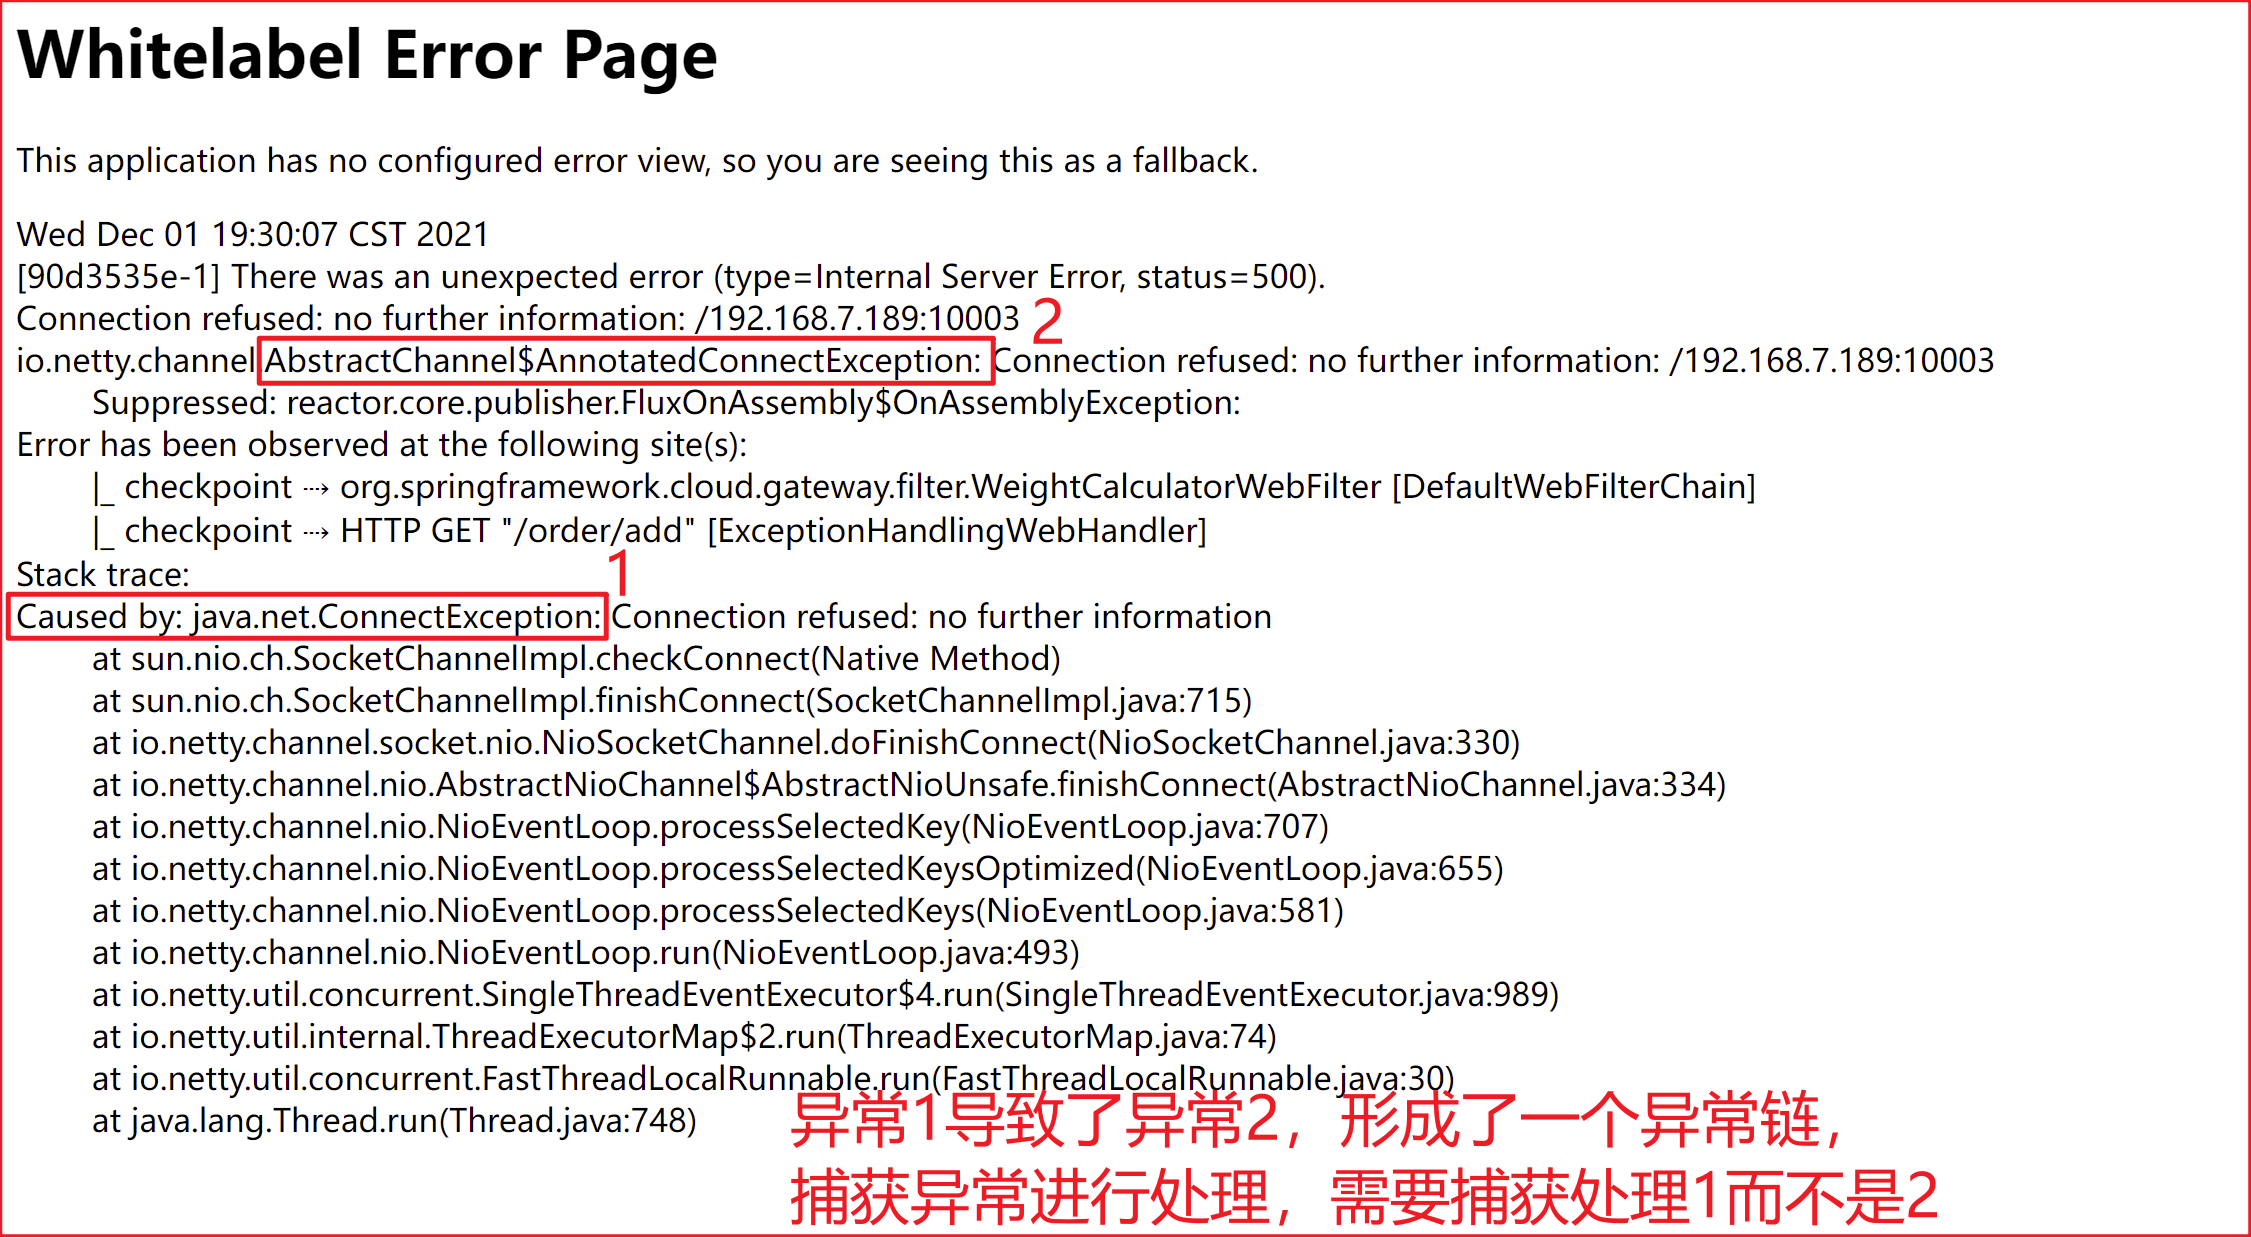 Whitelabel Error Page
This application has no configured error view, so you are seeing this as a fallback.
Wed Dec 01 19:30:07 CST 2021
[90d3535e-1] There was an unexpected error (type=Internal Server Error, status=500).
Connection refused: no further information: /192.168.7.189:10003
2
io.netty.channel.AbstractChannel$AnnotatedConnectException: Connection refused: no further information: /192.168.7.189:10003
Suppressed: reactor.core.publisher.FluxOnAssembly$OnAssemblyException:
Error has been observed at the following site(s):
|_ checkpoint ⇢ org.springframework.cloud.gateway.filter.WeightCalculatorWebFilter [DefaultWebFilterChain]
|_ checkpoint ⇢ HTTP GET "/order/add" [ExceptionHandlingWebHandler]
Stack trace:
1
Caused by: java.net.ConnectException: Connection refused: no further information
at sun.nio.ch.SocketChannelImpl.checkConnect(Native Method)
at sun.nio.ch.SocketChannelImpl.finishConnect(SocketChannelImpl.java:715)
at io.netty.channel.socket.nio.NioSocketChannel.doFinishConnect(NioSocketChannel.java:330)
at io.netty.channel.nio.AbstractNioChannel$AbstractNioUnsafe.finishConnect(AbstractNioChannel.java:334)
at io.netty.channel.nio.NioEventLoop.processSelectedKey(NioEventLoop.java:707)
at io.netty.channel.nio.NioEventLoop.processSelectedKeysOptimized(NioEventLoop.java:655)
at io.netty.channel.nio.NioEventLoop.processSelectedKeys(NioEventLoop.java:581)
at io.netty.channel.nio.NioEventLoop.run(NioEventLoop.java:493)
at io.netty.util.concurrent.SingleThreadEventExecutor$4.run(SingleThreadEventExecutor.java:989)
at io.netty.util.internal.ThreadExecutorMap$2.run(ThreadExecutorMap.java:74)
at io.netty.util.concurrent.FastThreadLocalRunnable.run(FastThreadLocalRunnable.java:30)
at java.lang.Thread.run(Thread.java:748)
异常1导致了异常2，形成了一个异常链，
捕获异常进行处理，需要捕获处理1而不是2